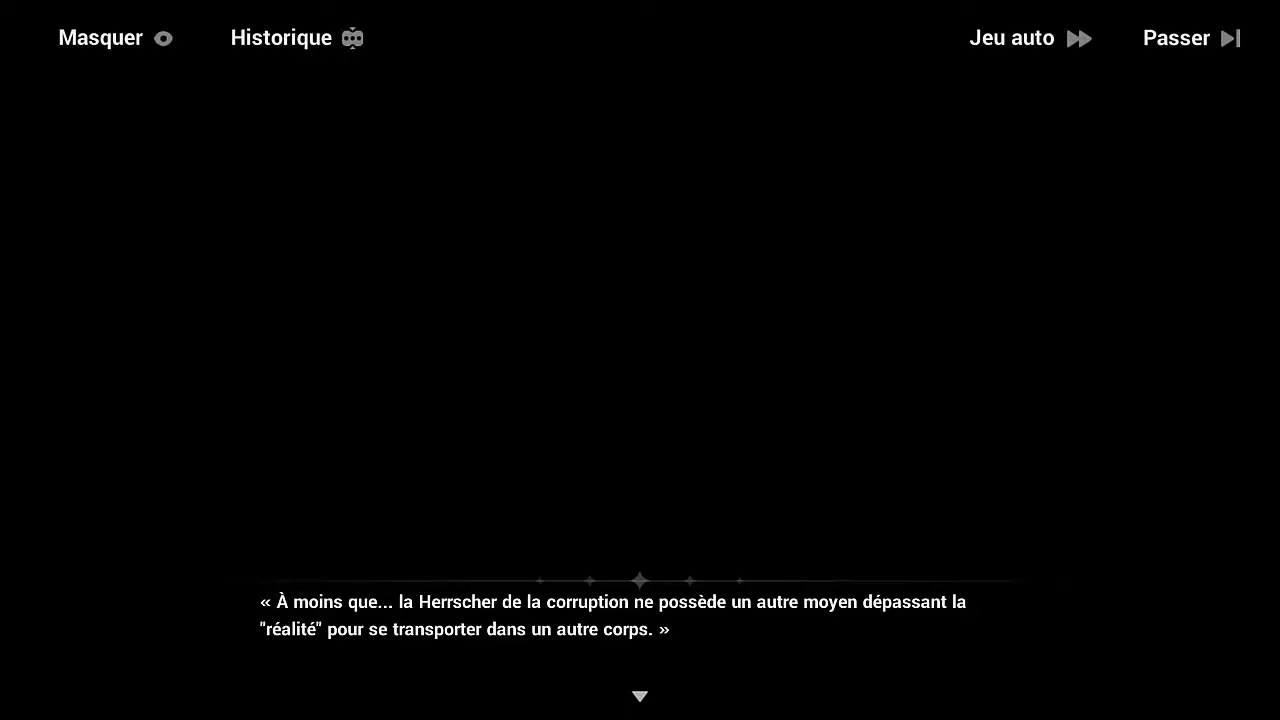 Masquer
Historique
Jeu auto
Passer
« À moins que... la Herrscher de la corruption ne possède un autre moyen dépassant la
"réalité" pour se transporter dans un autre corps. »